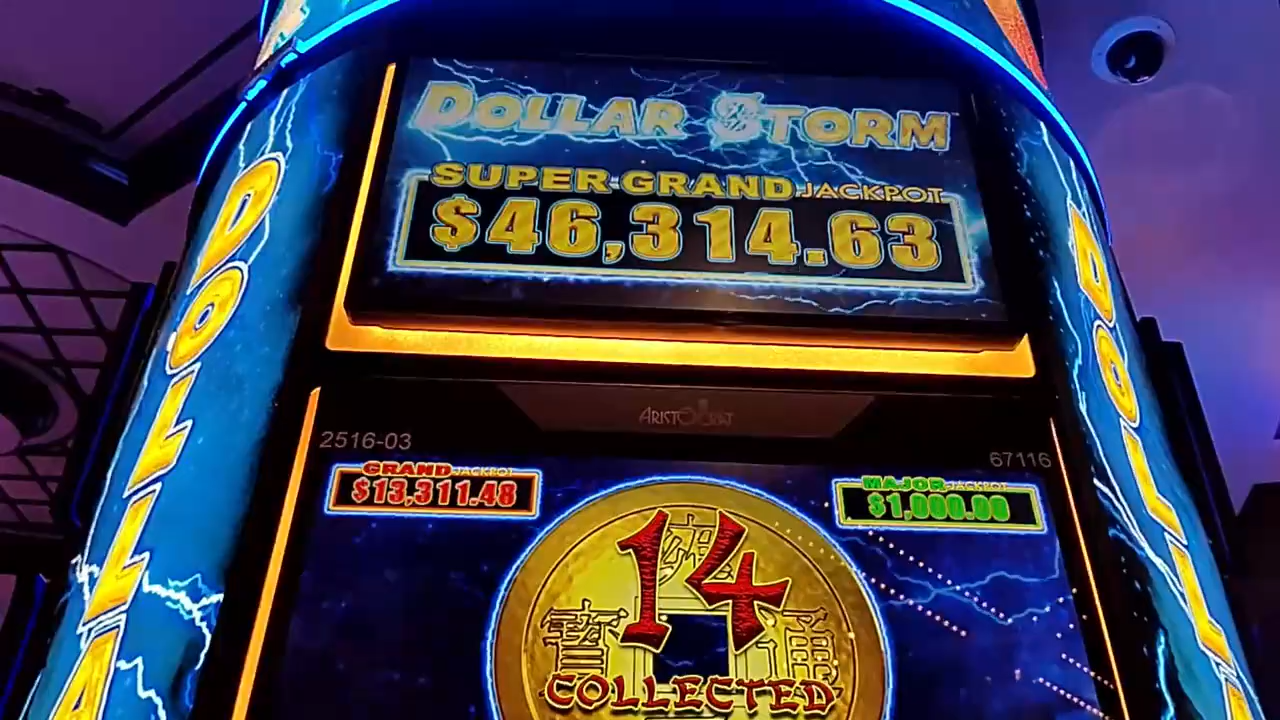 DOLLAR STORM
SUPER GRAND JACKPOT
$46,314.63
ARISTOCRAT
2516-03
67116
GRAND JACKPOT
$13,311.48
MAJOR JACKPOT
$1,000.00
14
COLLECTED
DOLLA
DOLL